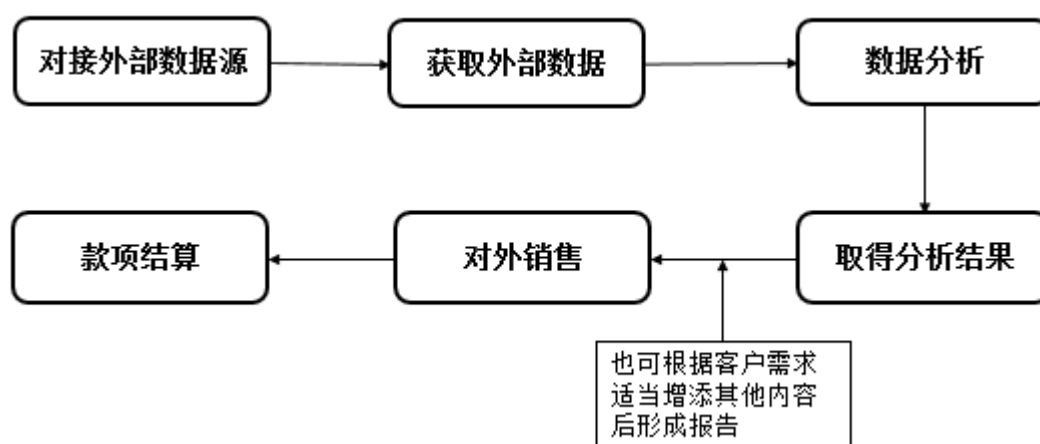 对接外部数据源
获取外部数据
数据分析
取得分析结果
对外销售
款项结算
也可根据客户需求
适当增添其他内容
后形成报告